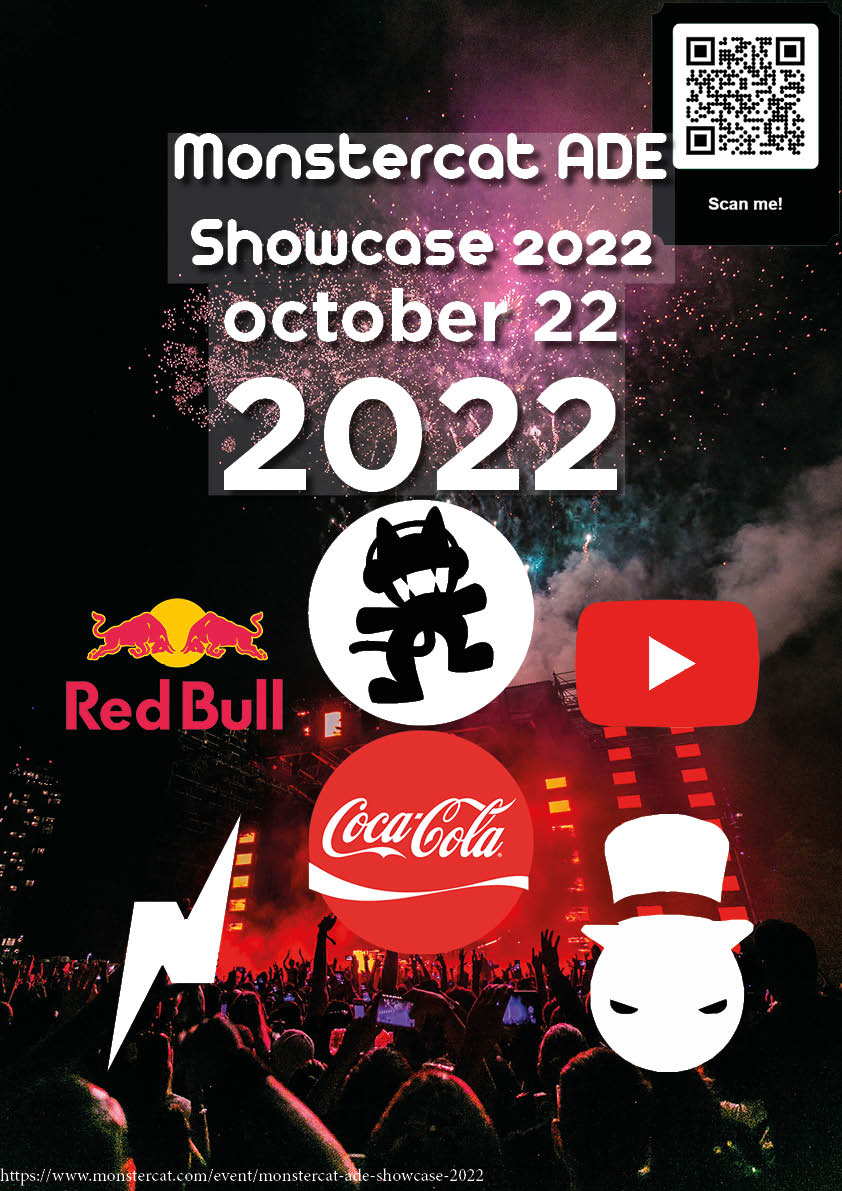 Scan me!
Monstercat ADE
Showcase 2022
october 22
2022
Red Bull
Coca-Cola
https://www.monstercat.com/event/monstercat-ade-showcase-2022